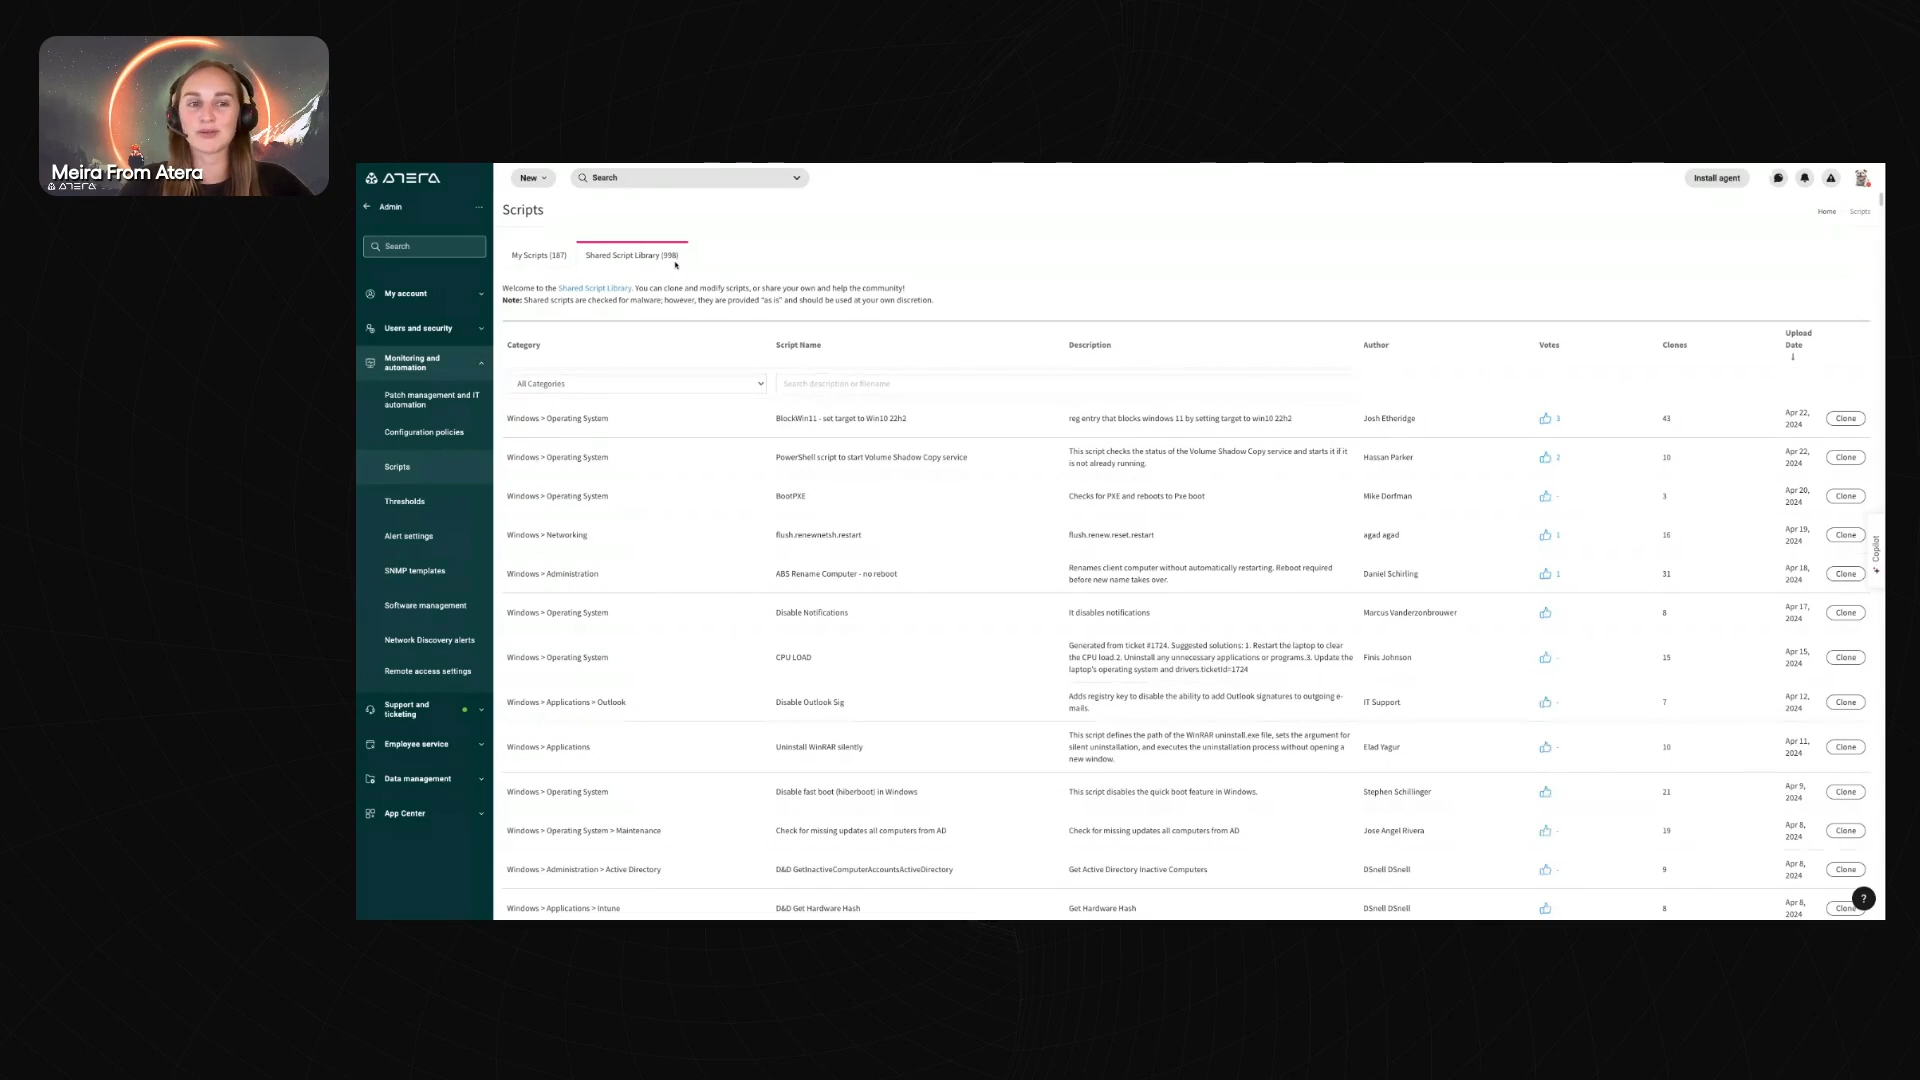 Meira From Atera
ATERA
ATERA
New
Search
Install agent
Admin
...
Search
My account
Users and security
Monitoring and
automation
Patch management and IT
automation
Configuration policies
Scripts
Thresholds
Alert settings
SNMP templates
Software management
Network Discovery alerts
Remote access settings
Support and
ticketing
Employee service
Data management
App Center
Scripts
Home Scripts
My Scripts (187) Shared Script Library (998)
Welcome to the Shared Script Library. You can clone and modify scripts, or share your own and help the community!
Note: Shared scripts are checked for malware; however, they are provided "as is" and should be used at your own discretion.
Category Script Name Description Author Votes Clones Upload
Date
All Categories Search description or filename
Windows > Operating System BlockWin11 - set target to Win10 22h2 reg entry that blocks windows 11 by setting target to win10 22h2 Josh Etheridge 3 43 Apr 22,
2024 Clone
Windows > Operating System PowerShell script to start Volume Shadow Copy service This script checks the status of the Volume Shadow Copy service and starts it if it
is not already running. Hassan Parker 2 10 Apr 22,
2024 Clone
Windows > Operating System BootPXE Checks for PXE and reboots to Pxe boot Mike Dorfman - 3 Apr 20,
2024 Clone
Windows > Networking flush.renewnetsh.restart flush.renew.reset.restart agad agad 1 16 Apr 19,
2024 Clone
Windows > Administration ABS Rename Computer - no reboot Renames client computer without automatically restarting. Reboot required
before new name takes over. Daniel Schirling 1 31 Apr 18,
2024 Clone
Windows > Operating System Disable Notifications It disables notifications Marcus Vanderzonbrouwer 8 Apr 17,
2024 Clone
Windows > Operating System CPU LOAD Generated from ticket #1724. Suggested solutions: 1. Restart the laptop to clear
the CPU load.2. Uninstall any unnecessary applications or programs.3. Update the
laptop's operating system and drivers.ticketId=1724 Finis Johnson - 15 Apr 15,
2024 Clone
Windows > Applications > Outlook Disable Outlook Sig Adds registry key to disable the ability to add Outlook signatures to outgoing e-
mails. IT Support - 7 Apr 12,
2024 Clone
Windows > Applications Uninstall WinRAR silently This script defines the path of the WinRAR uninstall.exe file, sets the argument for
silent uninstallation, and executes the uninstallation process without opening a
new window. Elad Yagur - 10 Apr 11,
2024 Clone
Windows > Operating System Disable fast boot (hiberboot) in Windows This script disables the quick boot feature in Windows. Stephen Schillinger 21 Apr 9,
2024 Clone
Windows > Operating System > Maintenance Check for missing updates all computers from AD Check for missing updates all computers from AD Jose Angel Rivera - 19 Apr 8,
2024 Clone
Windows > Administration > Active Directory D&D GetInactiveComputerAccountsActiveDirectory Get Active Directory Inactive Computers DSnell DSnell - 9 Apr 8,
2024 Clone
Windows > Applications > Intune D&D Get Hardware Hash Get Hardware Hash DSnell DSnell 8 Apr 8,
2024 Clone
Copilot
?